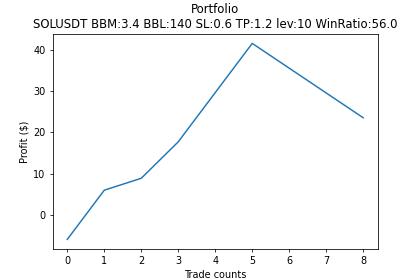 Portfolio
SOLUSDT BBM:3.4 BBL:140 SL:0.6 TP:1.2 lev:10 WinRatio:56.0
40
30
20
10
0
Profit ($)
0 1 2 3 4 5 6 7 8
Trade counts